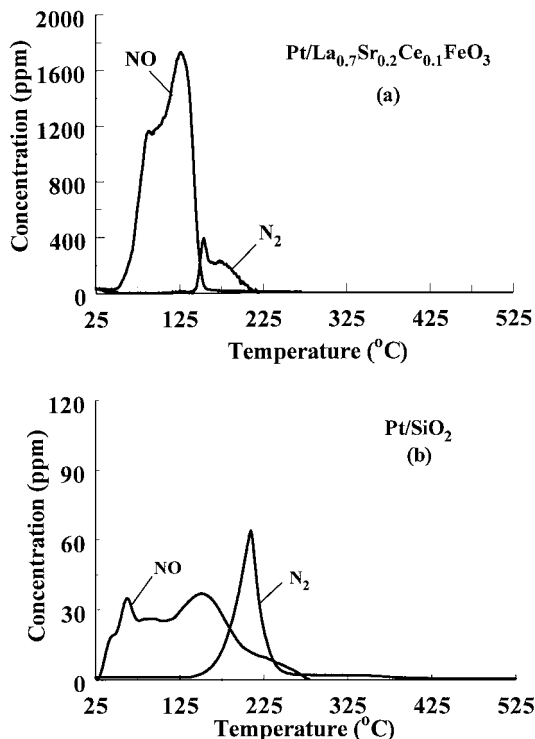 2000
1600
1200
800
400
0
Concentration (ppm)
NO
N2
Pt/La0.7Sr0.2Ce0.1FeO3
(a)
25 125 225 325 425 525
Temperature (oC)
120
90
60
30
0
Concentration (ppm)
NO
N2
Pt/SiO2
(b)
25 125 225 325 425 525
Temperature (oC)